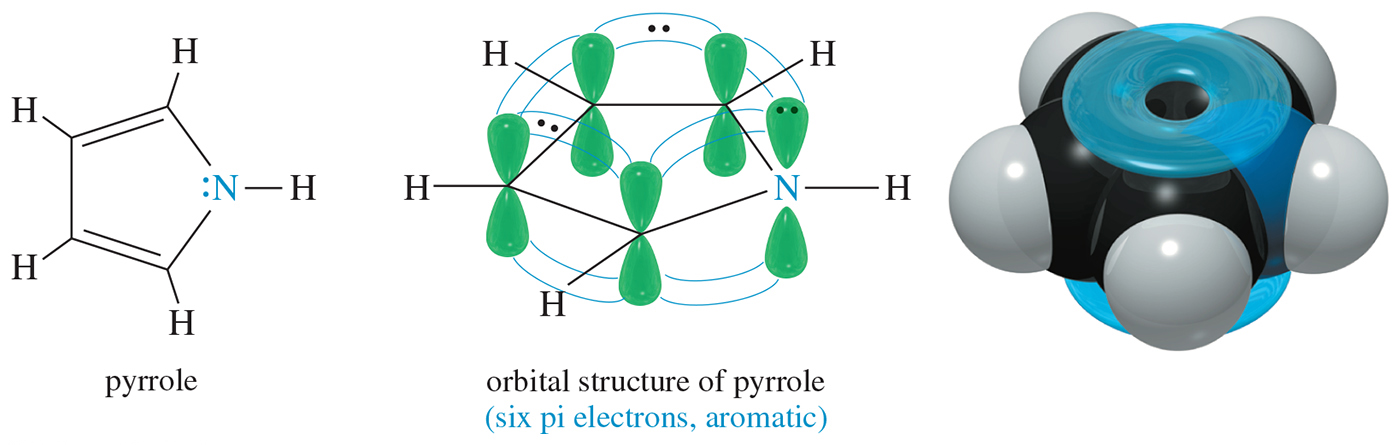 H
H
:N—H
H
H
pyrrole
H
H
H
N
H
H
orbital structure of pyrrole
(six pi electrons, aromatic)